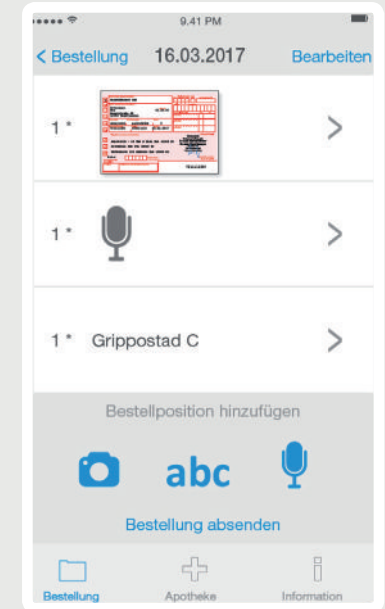 9.41 PM
< Bestellung 16.03.2017 Bearbeiten
1 *
1 *
1 * Grippostad C
Bestellposition hinzufügen
abc
Bestellung absenden
Bestellung Apotheke Information